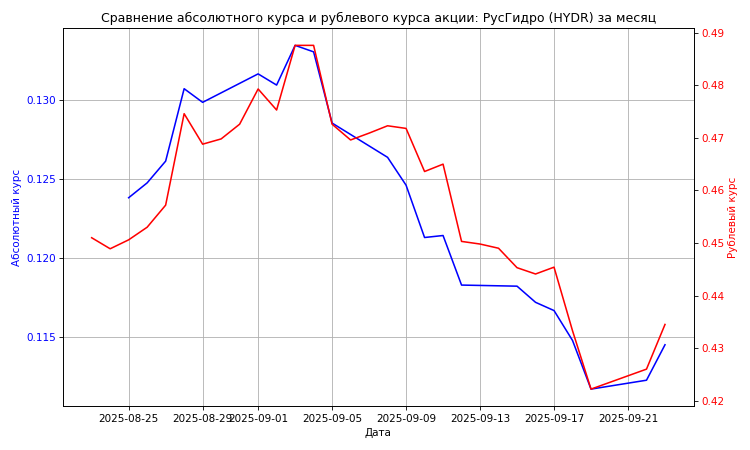 Сравнение абсолютного курса и рублевого курса акции: РусГидро (HYDR) за месяц
Абсолютный курс
0.130
0.125
0.120
0.115
0.49
0.48
0.47
0.46
0.45
0.44
0.43
0.42
Рублевый курс
2025-08-25 2025-08-29 2025-09-01 2025-09-05 2025-09-09 2025-09-13 2025-09-17 2025-09-21
Дата